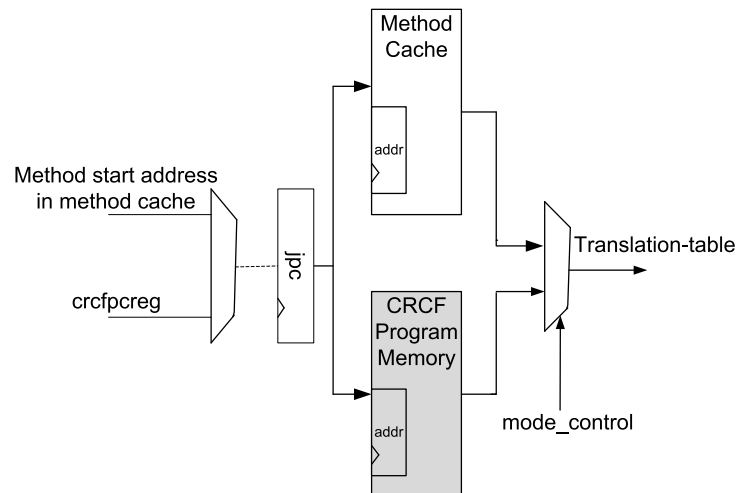 Method
Cache
addr
Method start address
in method cache
jpc
Translation-table
crcfpcreg
CRCF
Program
Memory
addr
mode_control